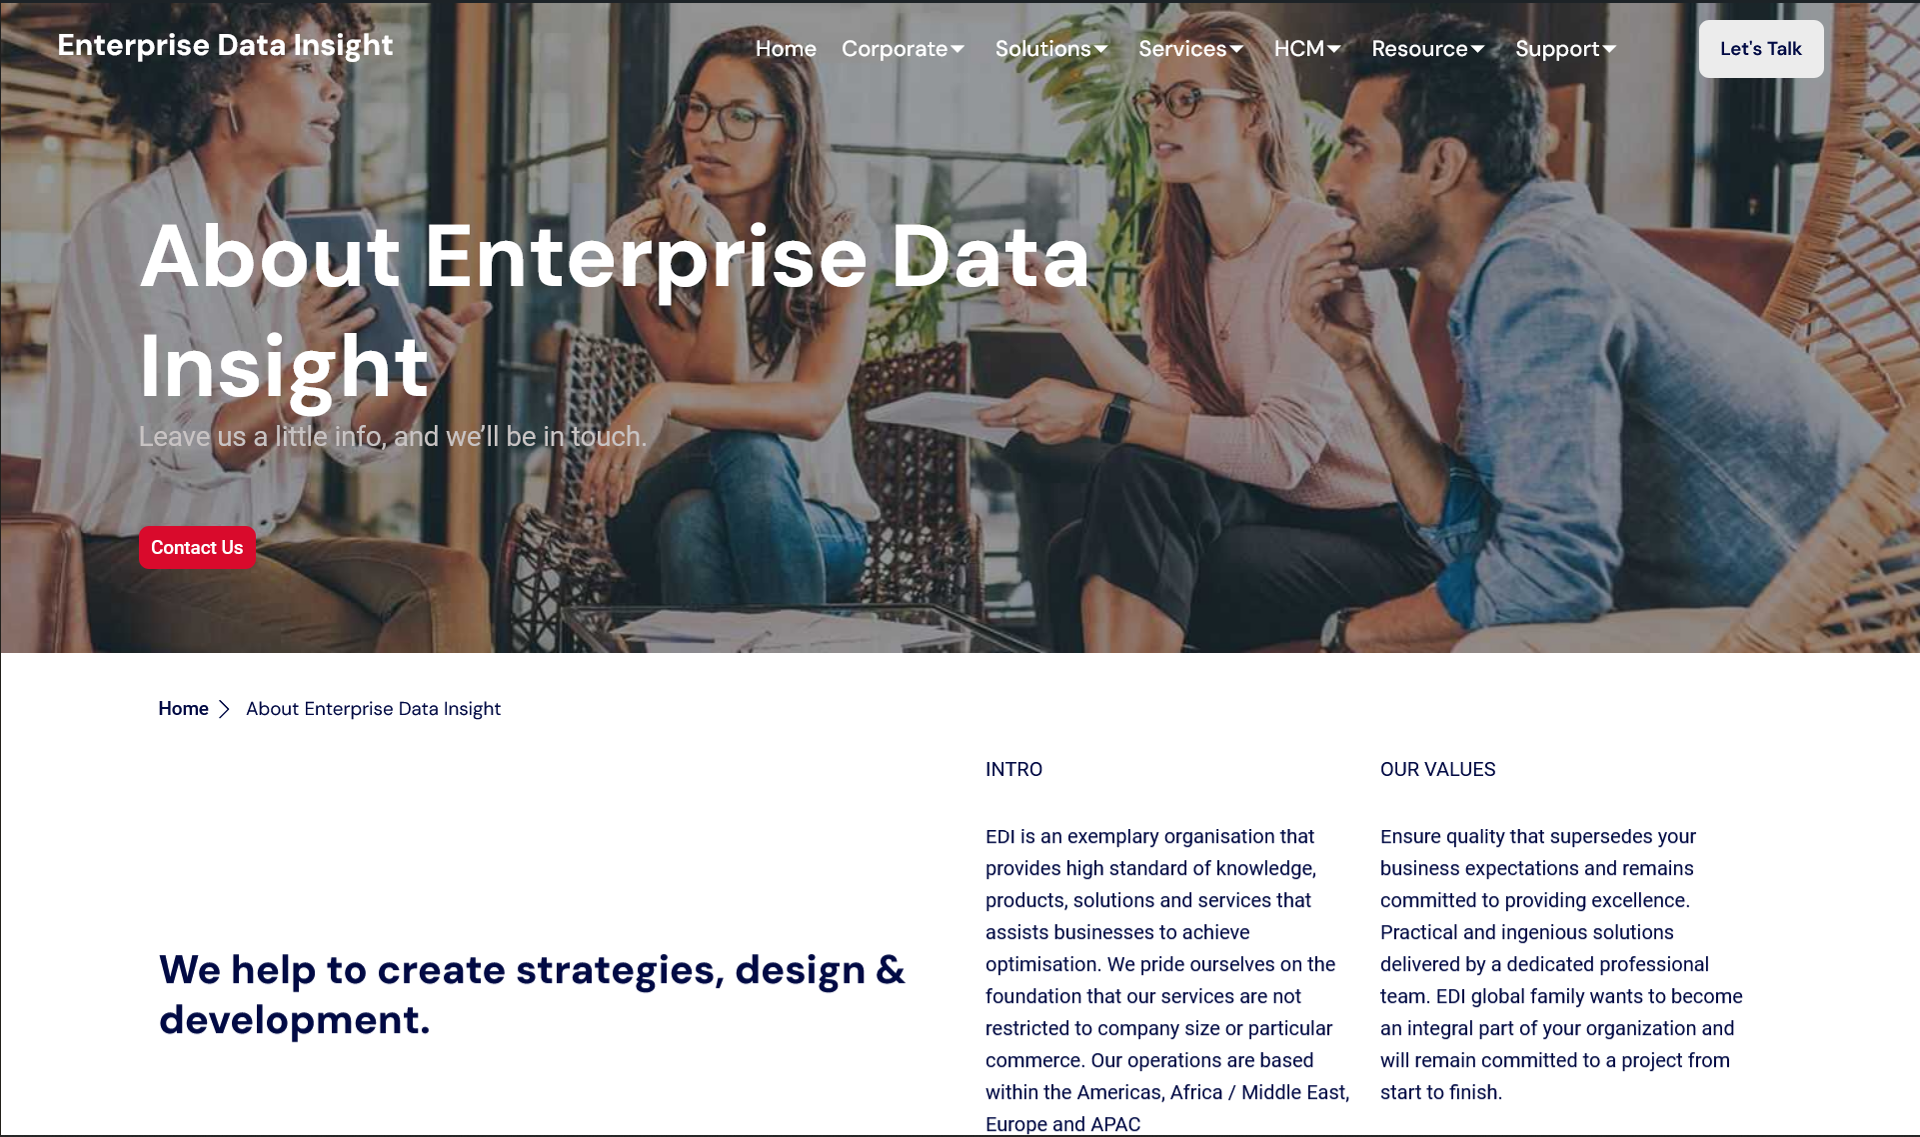 Enterprise Data Insight
Home Corporate Solutions Services HCM Resource Support
Let's Talk
About Enterprise Data
Insight
Leave us a little info, and we’ll be in touch.
Contact Us
Home About Enterprise Data Insight
We help to create strategies, design &
development.
INTRO
EDI is an exemplary organisation that
provides high standard of knowledge,
products, solutions and services that
assists businesses to achieve
optimisation. We pride ourselves on the
foundation that our services are not
restricted to company size or particular
commerce. Our operations are based
within the Americas, Africa / Middle East,
Europe and APAC
OUR VALUES
Ensure quality that supersedes your
business expectations and remains
committed to providing excellence.
Practical and ingenious solutions
delivered by a dedicated professional
team. EDI global family wants to become
an integral part of your organization and
will remain committed to a project from
start to finish.